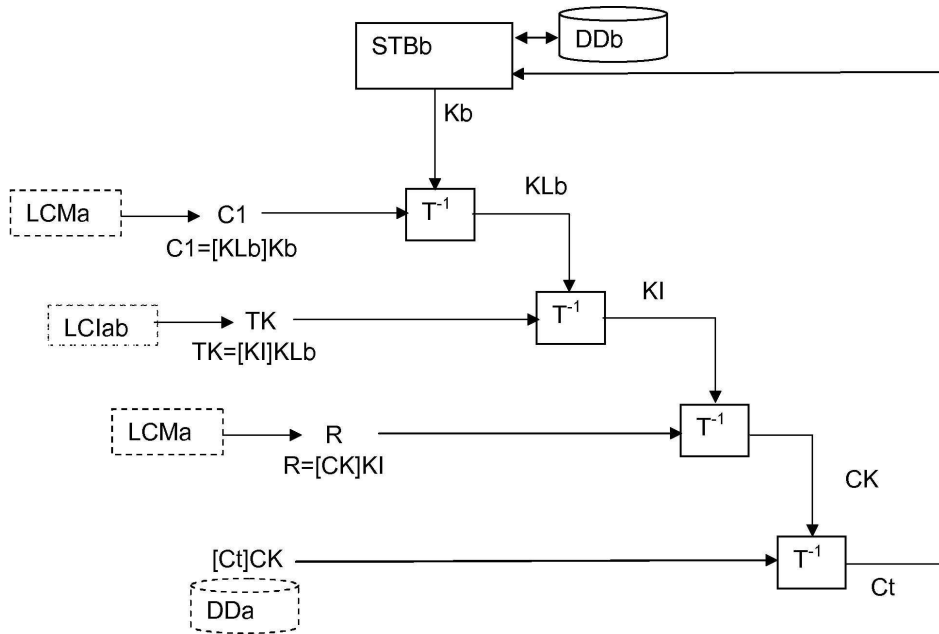 STBb
DDb
Kb
LCMa
C1
C1=[KLb]Kb
T⁻¹
KLb
LCIab
TK
TK=[KI]KLb
T⁻¹
KI
LCMa
R
R=[CK]KI
T⁻¹
CK
[Ct]CK
T⁻¹
Ct
DDa